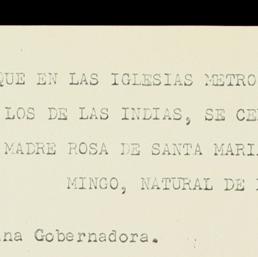 QUE EN LAS IGLESIAS METRO
LOS DE LAS INDIAS, SE CE
MADRE ROSA DE SANTA MARI
MINGO, NATURAL DE
na Gobernadora.